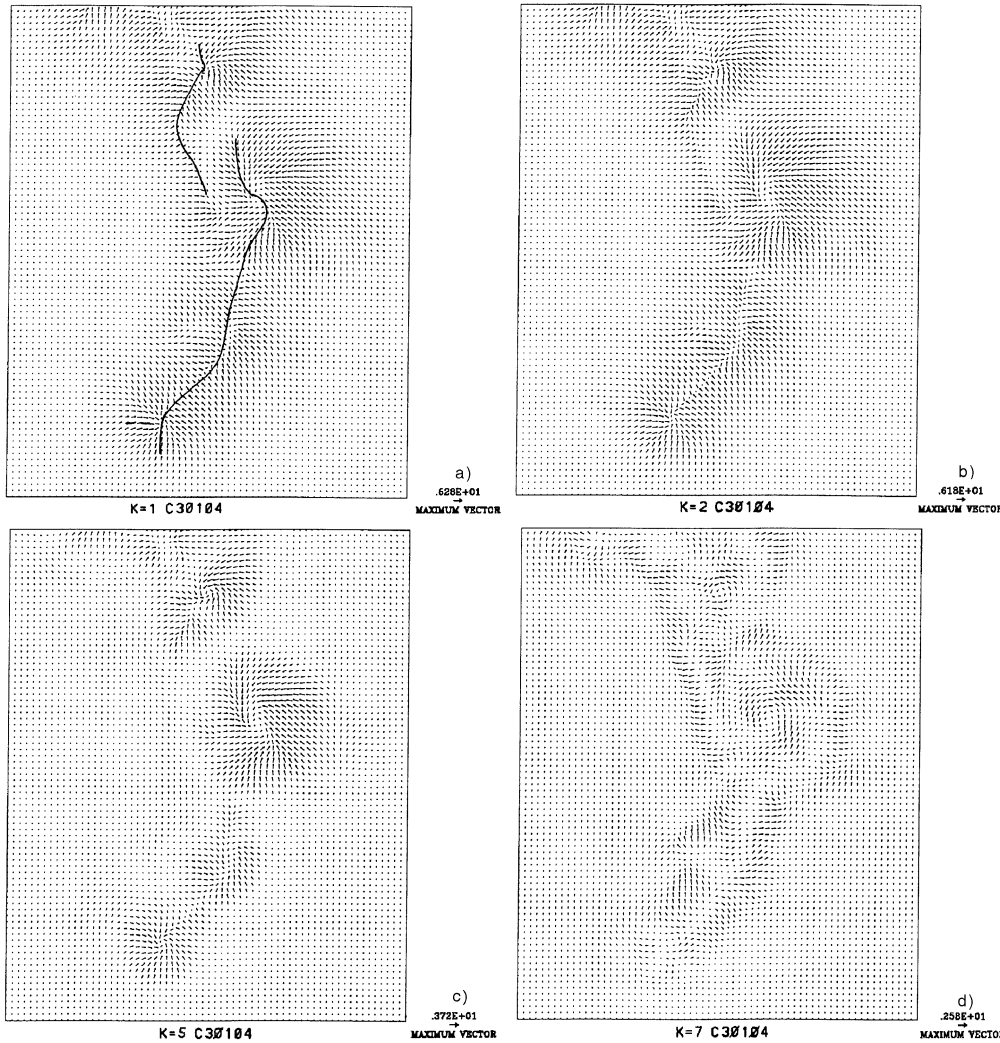 a)
.628E+01
→
MAXIMUM VECTOR
K=1 C30104
b)
.618E+01
→
MAXIMUM VECTOR
K=2 C30104
c)
.372E+01
→
MAXIMUM VECTOR
K=5 C30104
d)
.258E+01
→
MAXIMUM VECTOR
K=7 C30104